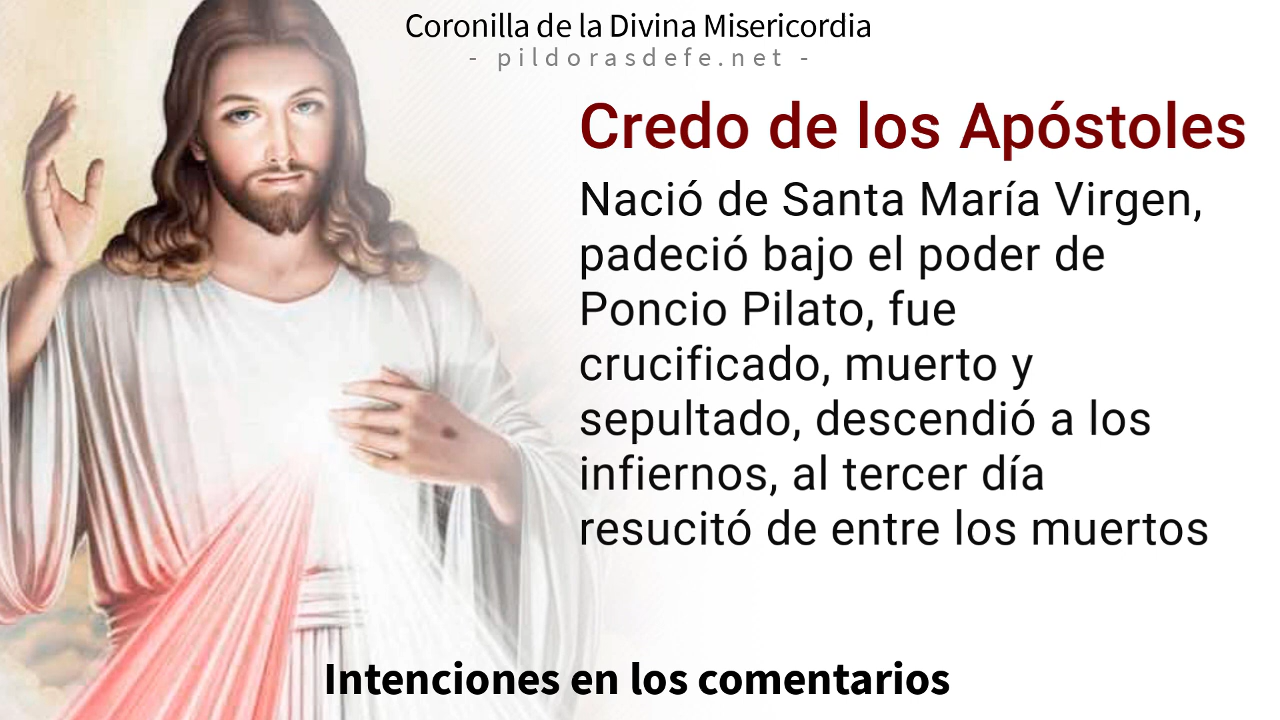 Coronilla de la Divina Misericordia
- pildorasdefe.net -
Credo de los Apóstoles
Nació de Santa María Virgen,
padeció bajo el poder de
Poncio Pilato, fue
crucificado, muerto y
sepultado, descendió a los
infiernos, al tercer día
resucitó de entre los muertos
Intenciones en los comentarios